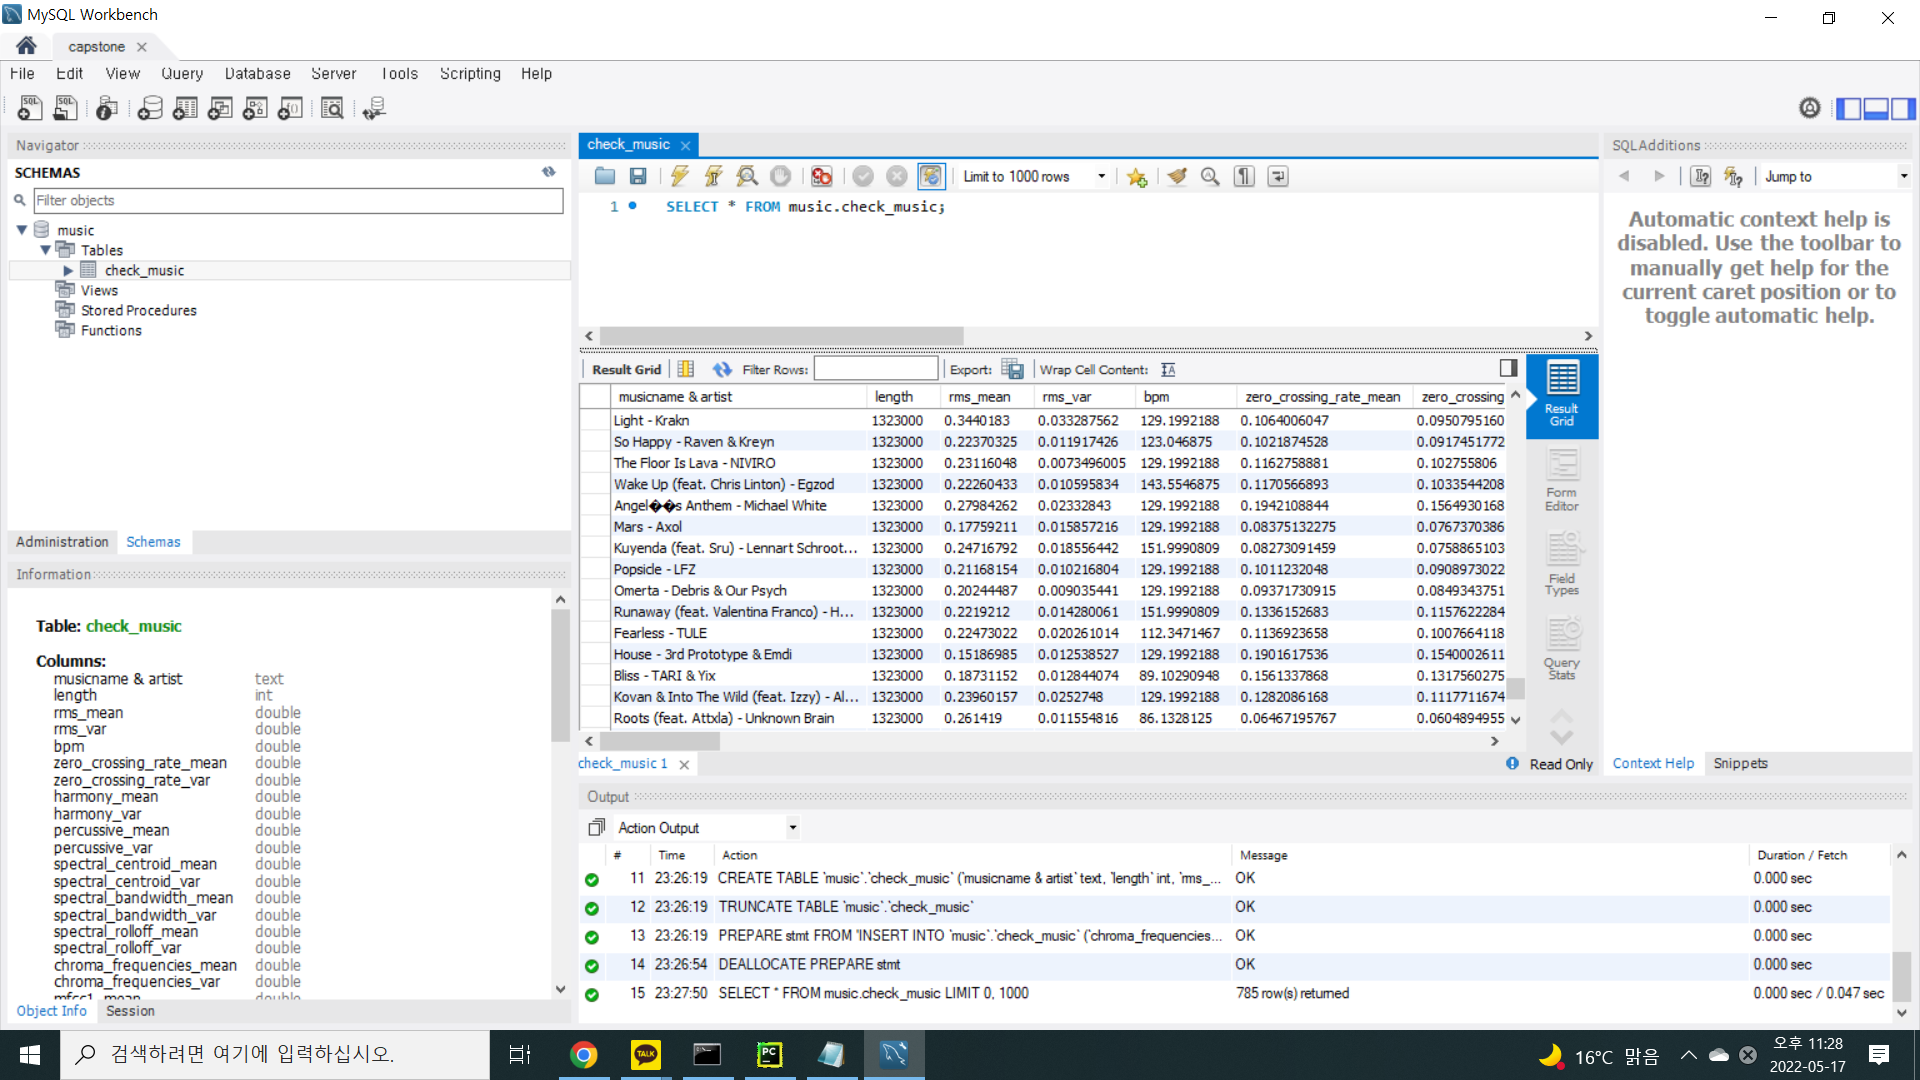 MySQL Workbench
capstone
File Edit View Query Database Server Tools Scripting Help
Navigator
SCHEMAS
Filter objects
music
Tables
check_music
Views
Stored Procedures
Functions
Administration Schemas
Information
Table: check_music
Columns:
musicname & artist text
length int
rms_mean double
rms_var double
bpm double
zero_crossing_rate_mean double
zero_crossing_rate_var double
harmony_mean double
harmony_var double
percussive_mean double
percussive_var double
spectral_centroid_mean double
spectral_centroid_var double
spectral_bandwidth_mean double
spectral_bandwidth_var double
spectral_rolloff_mean double
spectral_rolloff_var double
chroma_frequencies_mean double
chroma_frequencies_var double
mfcc1_mean double
Object Info Session
check_music
Limit to 1000 rows
1 SELECT * FROM music.check_music;
Result Grid Filter Rows: Export: Wrap Cell Content:
musicname & artist length rms_mean rms_var bpm zero_crossing_rate_mean zero_crossing
Light - Krakn 1323000 0.3440183 0.033287562 129.1992188 0.1064006047 0.0950795160
So Happy - Raven & Kreyn 1323000 0.22370325 0.011917426 123.046875 0.1021874528 0.0917451772
The Floor Is Lava - NIVIRO 1323000 0.23116048 0.0073496005 129.1992188 0.1162758881 0.102755806
Wake Up (feat. Chris Linton) - Egzod 1323000 0.22260433 0.010595834 143.5546875 0.1170566893 0.1033544208
Angel��s Anthem - Michael White 1323000 0.27984262 0.02332843 129.1992188 0.1942108844 0.1564930168
Mars - Axol 1323000 0.17759211 0.015857216 129.1992188 0.08375132275 0.0767370386
Kuyenda (feat. Sru) - Lennart Schroot... 1323000 0.24716792 0.018556442 151.9990809 0.08273091459 0.0758865103
Popsicle - LFZ 1323000 0.21168154 0.010216804 129.1992188 0.1011232048 0.0908973022
Omerta - Debris & Our Psych 1323000 0.20244487 0.009035441 129.1992188 0.09371730915 0.0849343751
Runaway (feat. Valentina Franco) - H... 1323000 0.2219212 0.014280061 151.9990809 0.1336152683 0.1157622284
Fearless - TULE 1323000 0.22473022 0.020261014 112.3471467 0.1136923658 0.1007664118
House - 3rd Prototype & Emdi 1323000 0.15186985 0.012538527 129.1992188 0.1901617536 0.1540002611
Bliss - TARI & Yix 1323000 0.18731152 0.012844074 89.10290948 0.1561337868 0.1317560275
Kovan & Into The Wild (feat. Izzy) - Al... 1323000 0.23960157 0.0252748 129.1992188 0.1282086168 0.1117711674
Roots (feat. Attxla) - Unknown Brain 1323000 0.261419 0.011554816 86.1328125 0.06467195767 0.0604894955
Result Grid
Form Editor
Field Types
Query Stats
check_music 1
Read Only
SQLAdditions
Jump to
Automatic context help is
disabled. Use the toolbar to
manually get help for the
current caret position or to
toggle automatic help.
Context Help Snippets
Output
Action Output
# Time Action Message Duration / Fetch
11 23:26:19 CREATE TABLE `music`.`check_music` (`musicname & artist` text, `length` int, `rms_... OK 0.000 sec
12 23:26:19 TRUNCATE TABLE `music`.`check_music` OK 0.000 sec
13 23:26:19 PREPARE stmt FROM 'INSERT INTO `music`.`check_music` (`chroma_frequencies... OK 0.000 sec
14 23:26:54 DEALLOCATE PREPARE stmt OK 0.000 sec
15 23:27:50 SELECT * FROM music.check_music LIMIT 0, 1000 785 row(s) returned 0.000 sec / 0.047 sec
검색하려면 여기에 입력하십시오.
TALK
PC
16°C 맑음
오후 11:28
2022-05-17